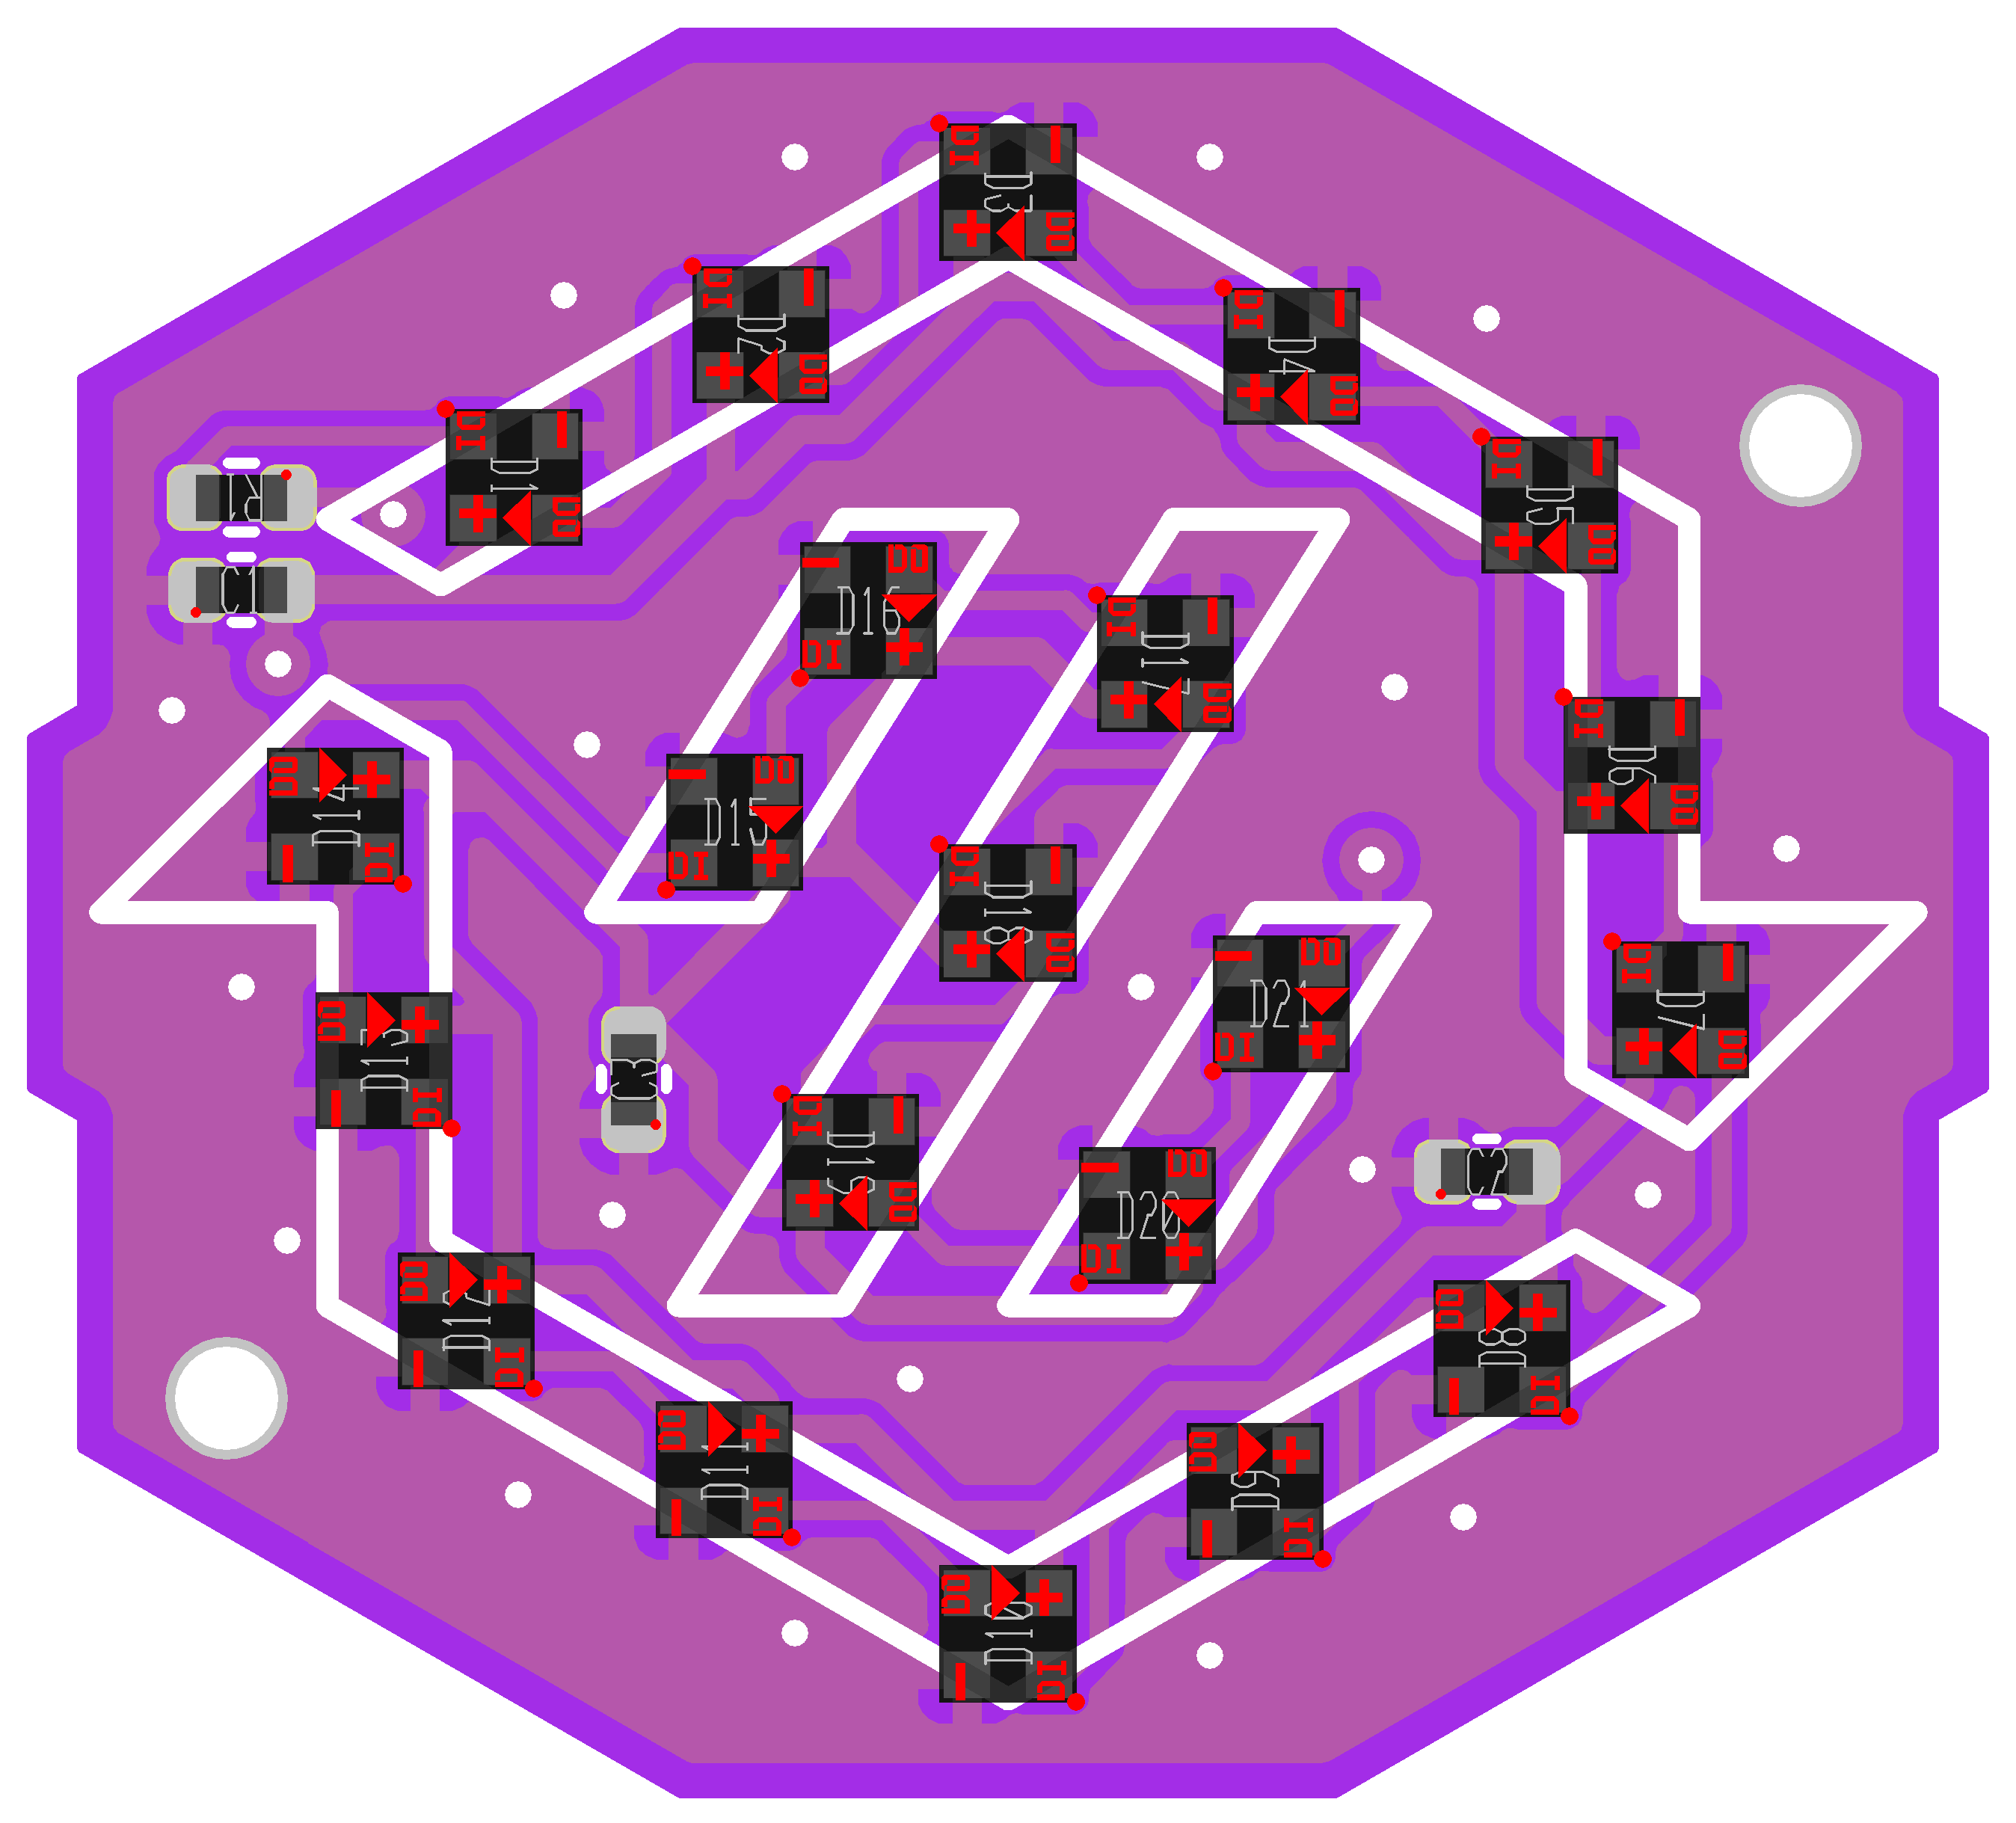 DI −
D3
+ DO
DI −
D2
+ DO
DI −
D4
+ DO
DI −
D1
+ DO
DI −
D5
+ DO
R1
C1
− DO
D16
DI +
DI −
D17
+ DO
DI −
D6
+ DO
DO +
D14
− DI
− DO
D15
DI +
DI −
D18
+ DO
− DO
D21
DI +
DI −
D7
+ DO
DO +
D13
− DI
C3
DI −
D19
+ DO
− DO
D20
DI +
C2
DO +
D12
− DI
DO +
D8
− DI
DO +
D11
− DI
DO +
D9
− DI
DO +
D10
− DI